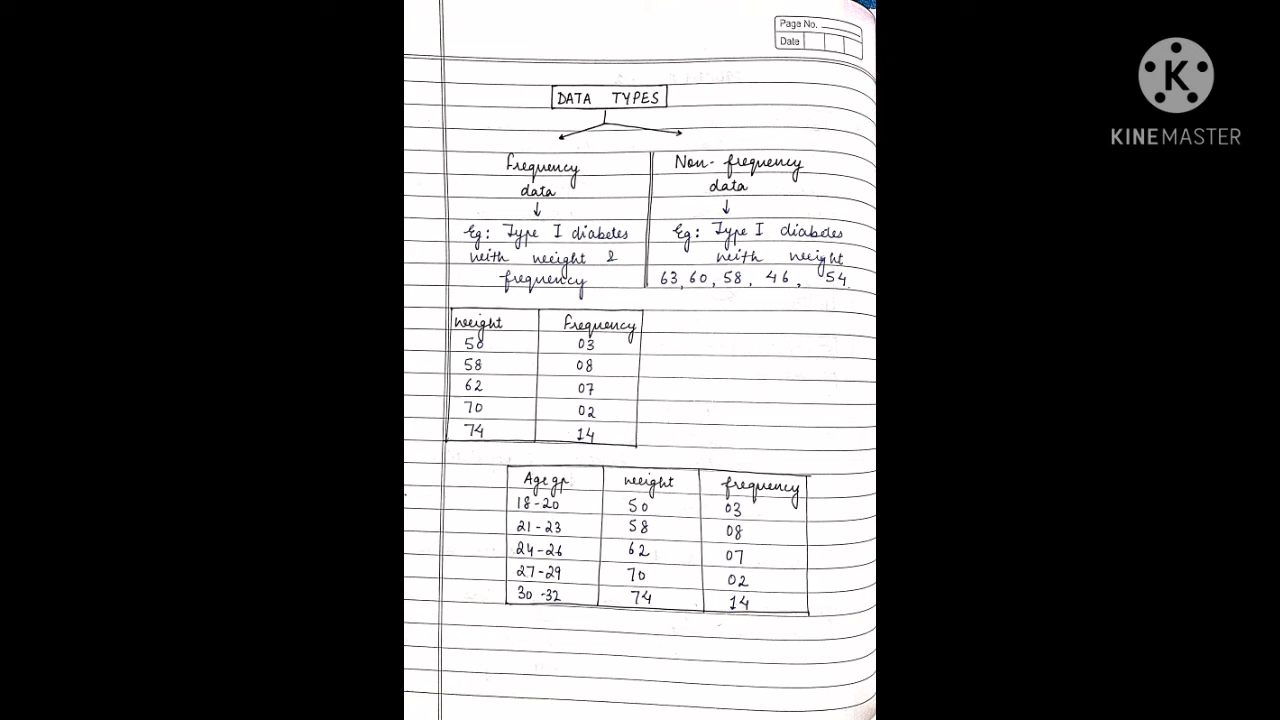 Page No.
Date
K
KINEMASTER
DATA TYPES
Frequency
data
Eg: Type I diabetes
with weight &
frequency
Non-frequency
data
Eg: Type I diabetes
with weight
63, 60, 58, 46, 54.
Weight Frequency
50 03
58 08
62 07
70 02
74 14
Age gp. weight frequency
18-20 50 03
21-23 58 08
24-26 62 07
27-29 70 02
30-32 74 14